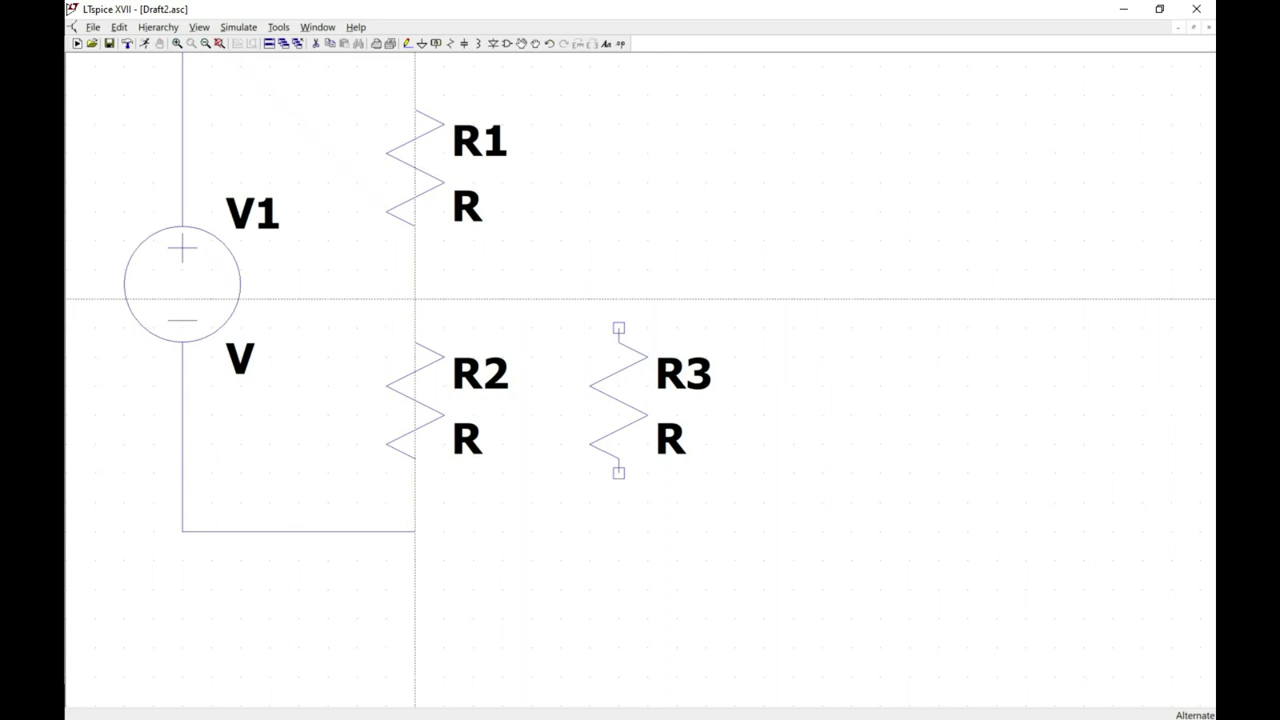 LTspice XVII - [Draft2.asc]
File Edit Hierarchy View Simulate Tools Window Help
R1
R
V1
V
R2
R
R3
R
Alternate